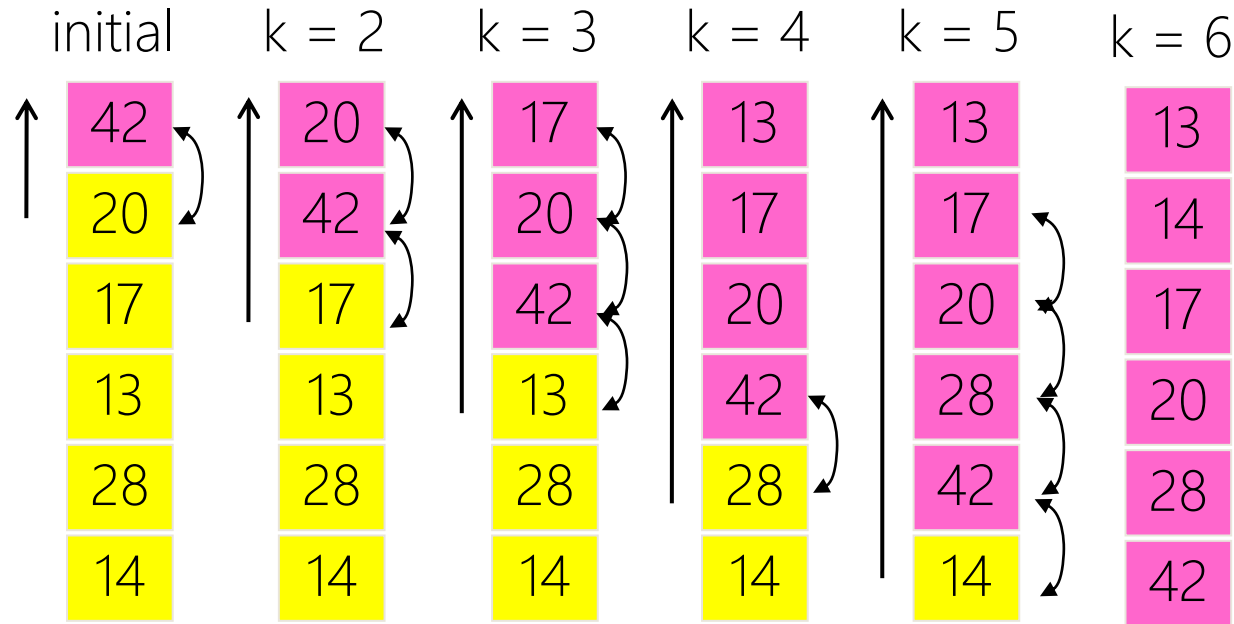 initial k = 2 k = 3 k = 4 k = 5 k = 6
42 20 17 13 13 13
20 42 20 17 17 14
17 17 42 20 20 17
13 13 13 42 28 20
28 28 28 28 42 28
14 14 14 14 14 42